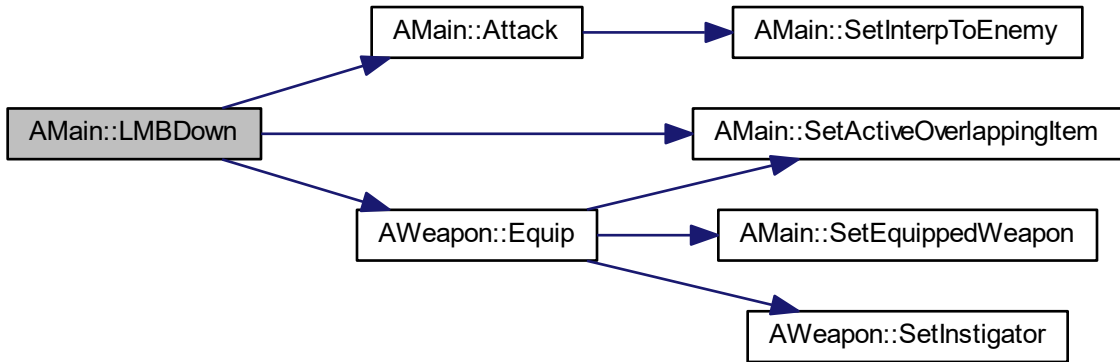 AMain::Attack
AMain::SetInterpToEnemy
AMain::LMBDown
AMain::SetActiveOverlappingItem
AWeapon::Equip
AMain::SetEquippedWeapon
AWeapon::SetInstigator